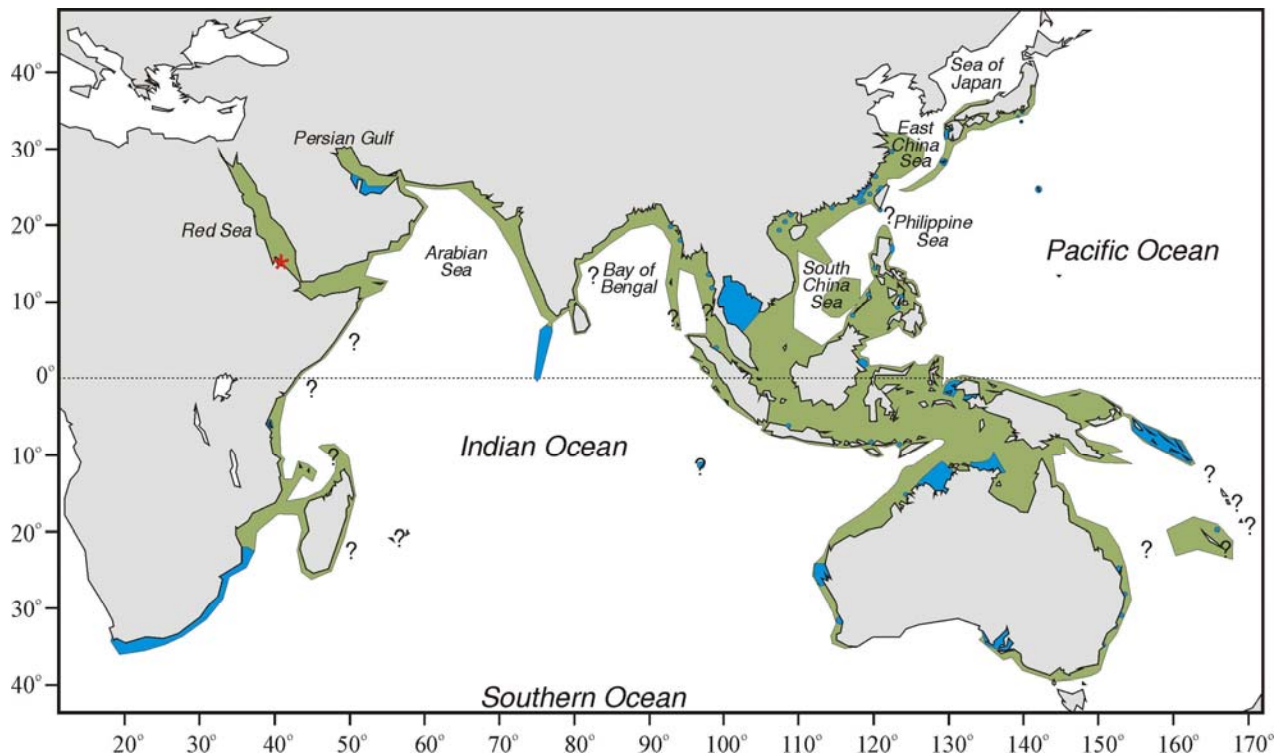 40°
30°
20°
10°
0°
10°
20°
30°
40°
Sea of
Japan
East
China
Sea
Persian Gulf
Red Sea
Arabian
Sea
?
Bay of
Bengal
South
China
Sea
?
Philippine
Sea
Pacific Ocean
?
?
?
?
Indian Ocean
?
?
?
?
?
?
?
?
?
?
Southern Ocean
20° 30° 40° 50° 60° 70° 80° 90° 100° 110° 120° 130° 140° 150° 160° 170°